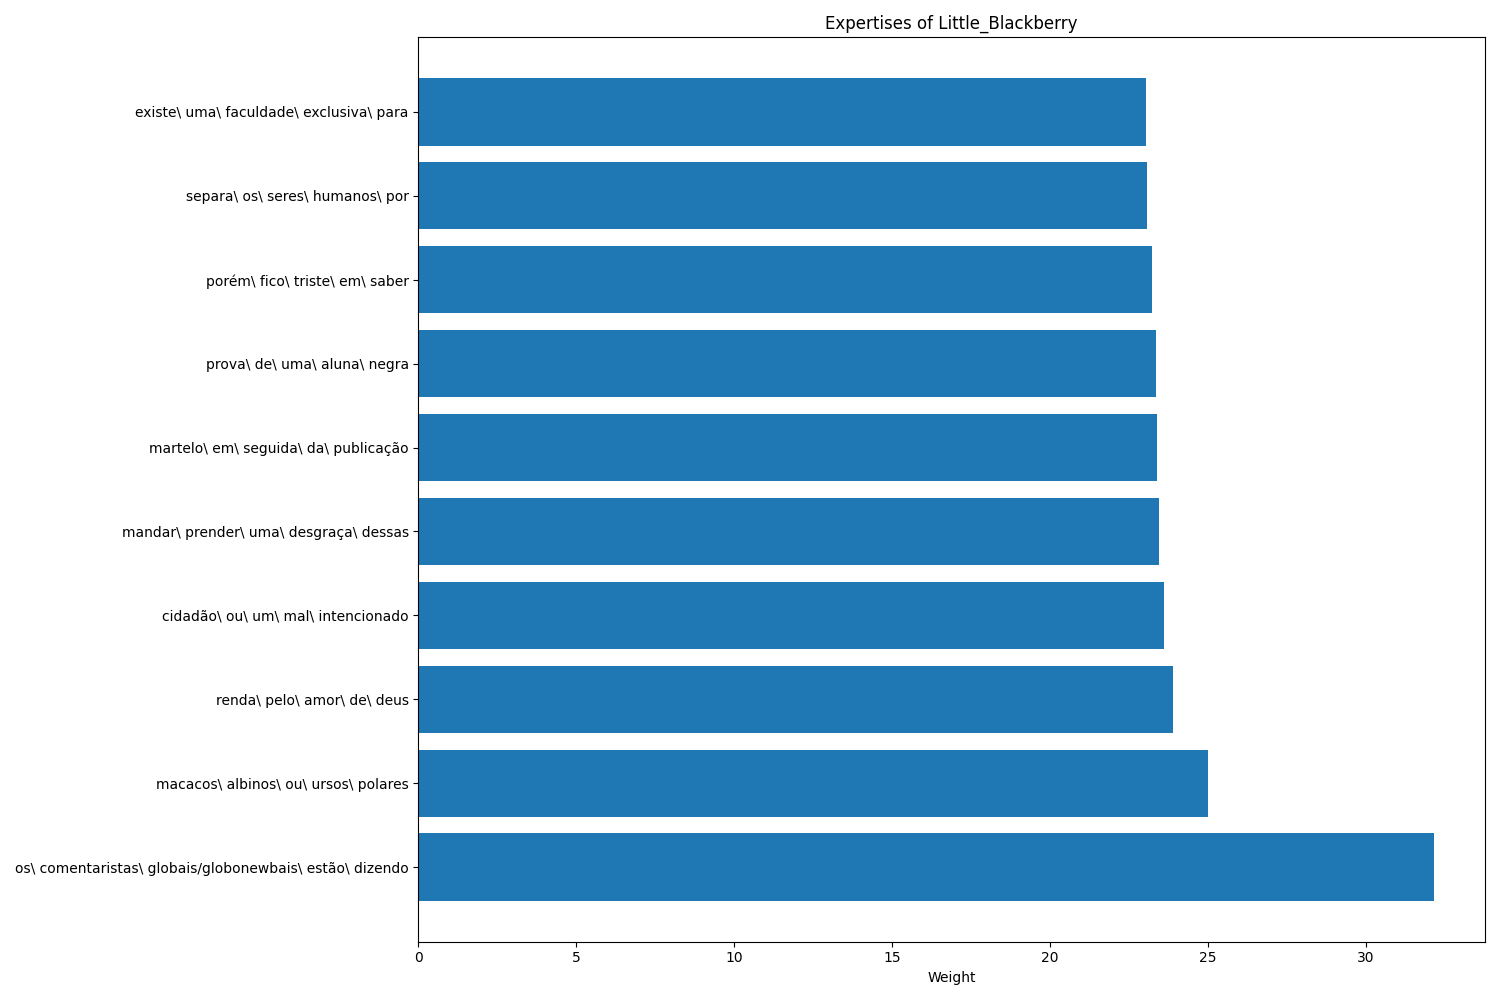 Expertises of Little_Blackberry
existe\ uma\ faculdade\ exclusiva\ para
separa\ os\ seres\ humanos\ por
porém\ fico\ triste\ em\ saber
prova\ de\ uma\ aluna\ negra
martelo\ em\ seguida\ da\ publicação
mandar\ prender\ uma\ desgraça\ dessas
cidadão\ ou\ um\ mal\ intencionado
renda\ pelo\ amor\ de\ deus
macacos\ albinos\ ou\ ursos\ polares
os\ comentaristas\ globais/globonewbais\ estão\ dizendo
0 5 10 15 20 25 30
Weight